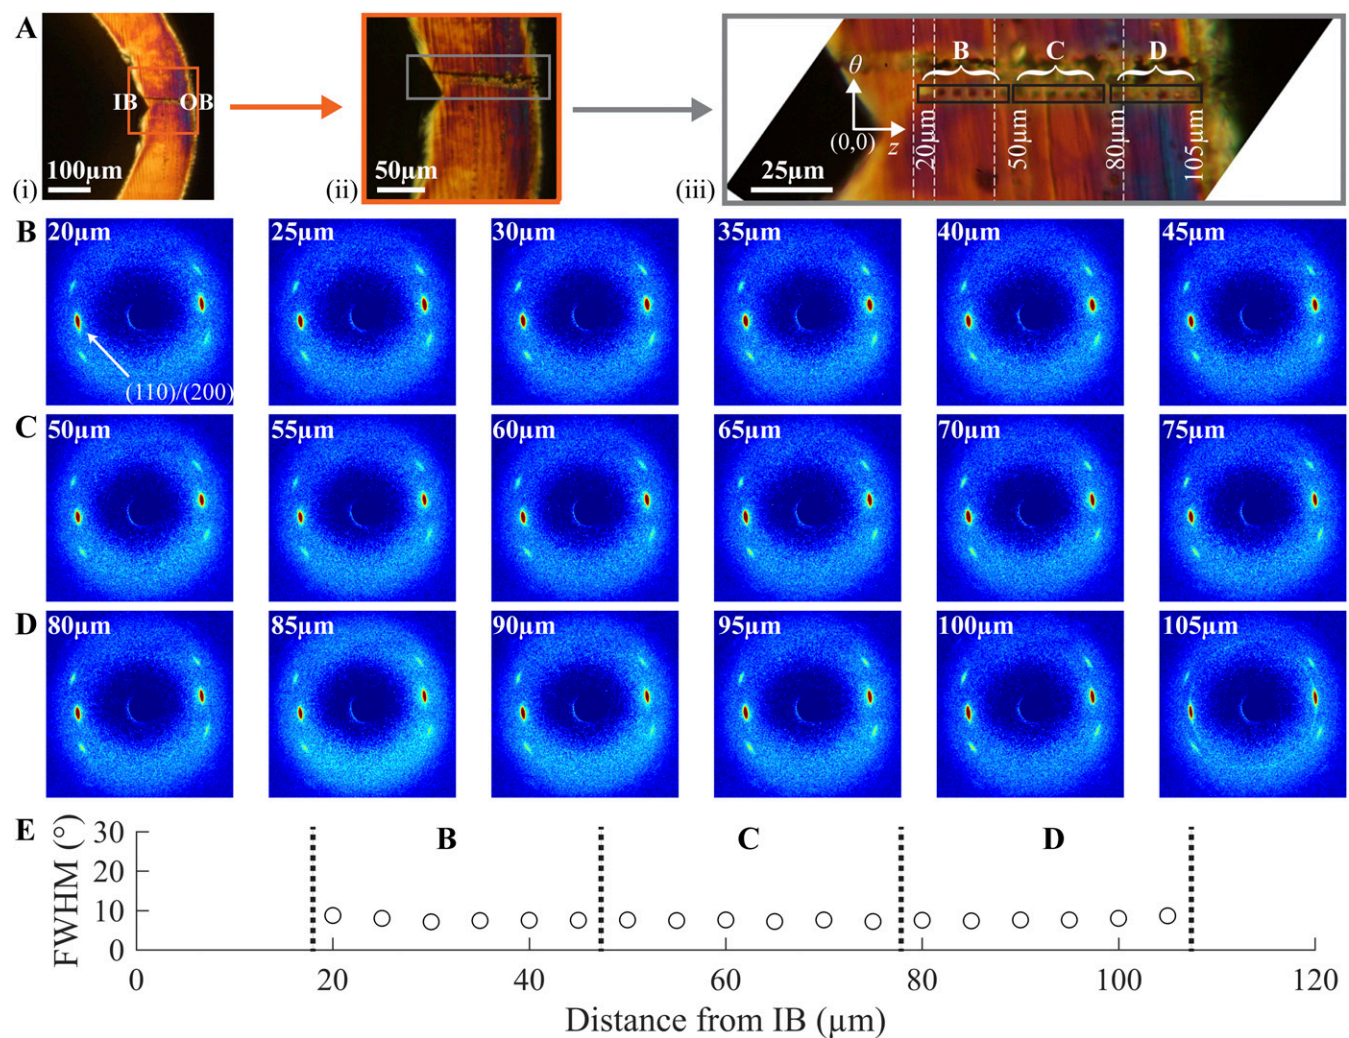 A
IB OB
100µm
(i)
50µm
(ii)
B C D
θ
(0,0) z
20µm
50µm
80µm
105µm
25µm
(iii)
B
20µm 25µm 30µm 35µm 40µm 45µm
(110)/(200)
C
50µm 55µm 60µm 65µm 70µm 75µm
D
80µm 85µm 90µm 95µm 100µm 105µm
E
FWHM (°)
30
20
10
0
B C D
0 20 40 60 80 100 120
Distance from IB (µm)